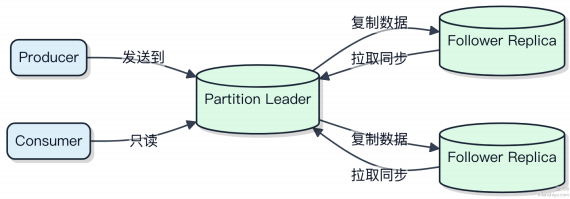 复制数据
Follower Replica
拉取同步
Producer
发送到
Partition Leader
Consumer
只读
复制数据
Follower Replica
拉取同步